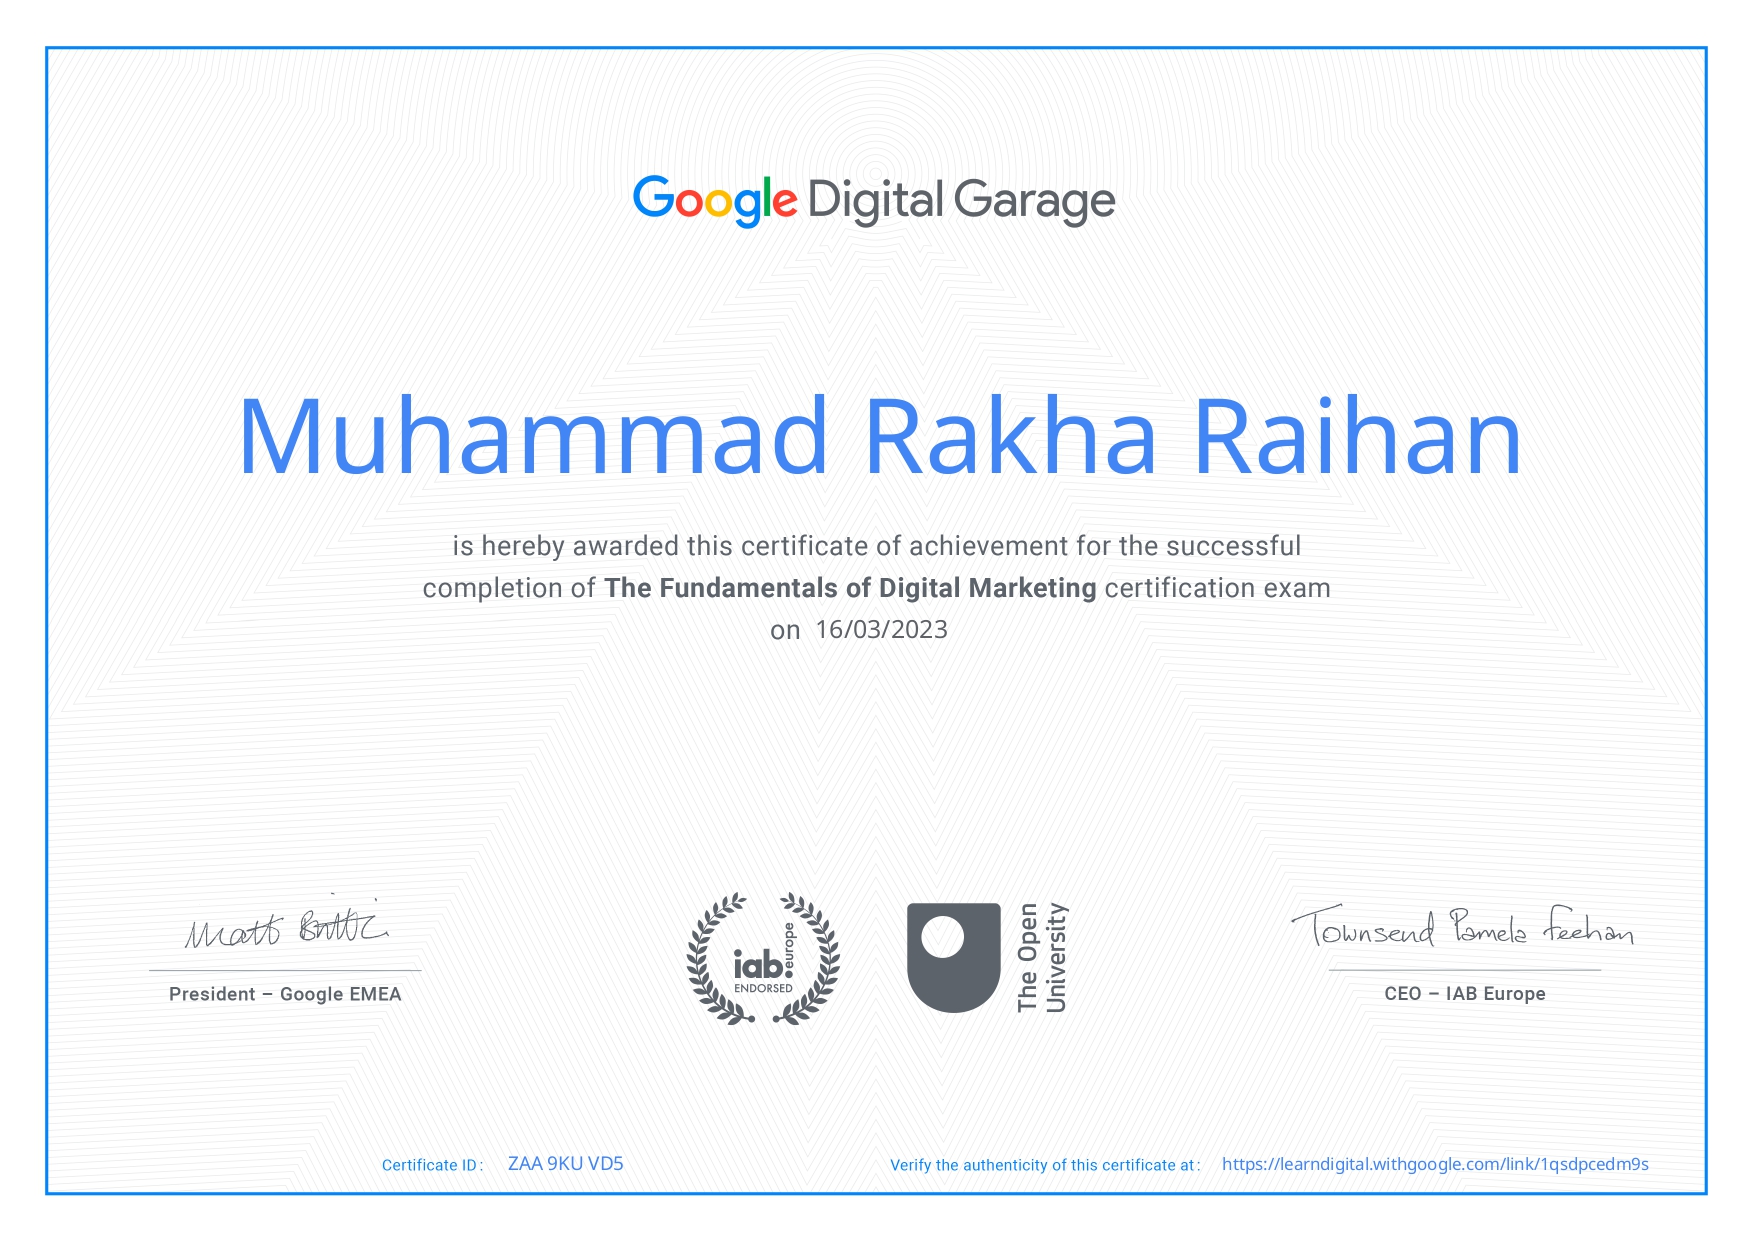 Google Digital Garage
Muhammad Rakha Raihan
is hereby awarded this certificate of achievement for the successful
completion of The Fundamentals of Digital Marketing certification exam
on 16/03/2023
Matt Brittin
President – Google EMEA
iab. europe
ENDORSED
The Open
University
Townsend Pamela Feehan
CEO – IAB Europe
Certificate ID : ZAA 9KU VD5
Verify the authenticity of this certificate at : https://learndigital.withgoogle.com/link/1qsdpcedm9s